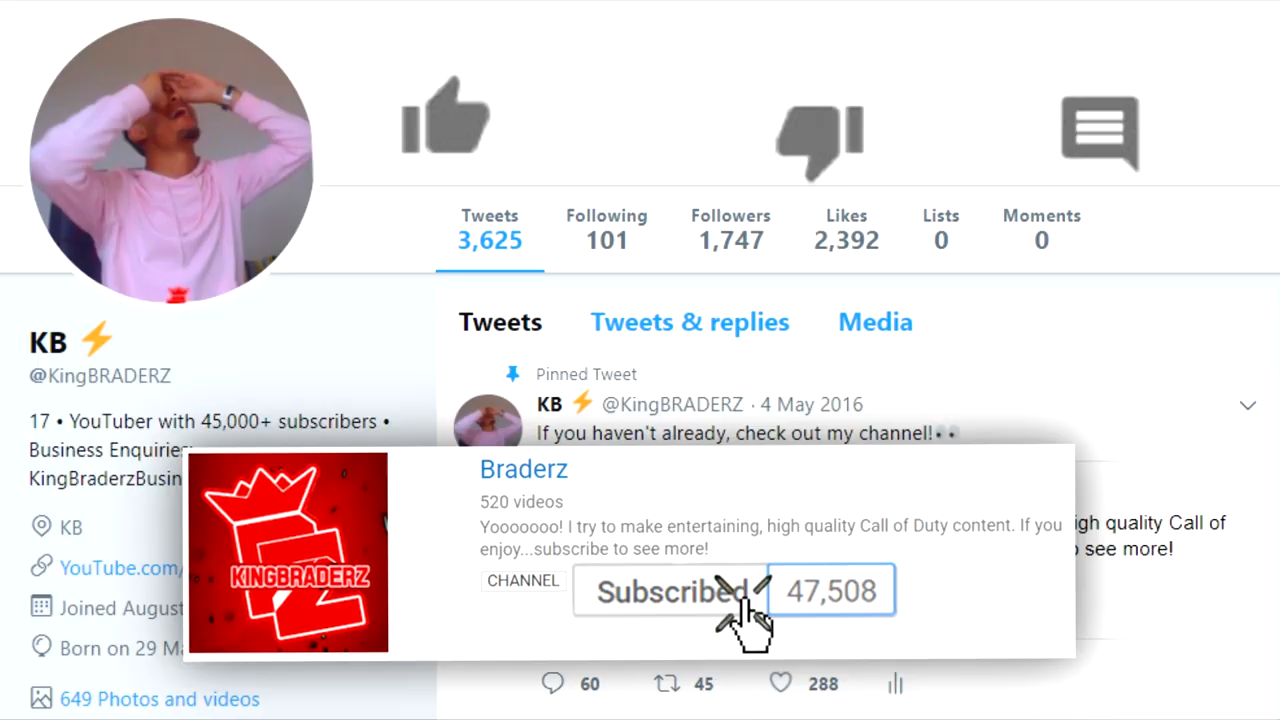 Tweets Following Followers Likes Lists Moments
3,625 101 1,747 2,392 0 0
KB ⚡
@KingBRADERZ
17 • YouTuber with 45,000+ subscribers •
Business Enquiries
KingBraderzBusin
KB
YouTube.com/
Joined August
Born on 29
649 Photos and videos
Tweets Tweets & replies Media
Pinned Tweet
KB ⚡ @KingBRADERZ · 4 May 2016
If you haven't already, check out my channel!👀
igh quality Call of
see more!
KINGBRADERZ
Braderz
520 videos
Yooooooo! I try to make entertaining, high quality Call of Duty content. If you
enjoy...subscribe to see more!
CHANNEL Subscribed 47,508
60 45 288